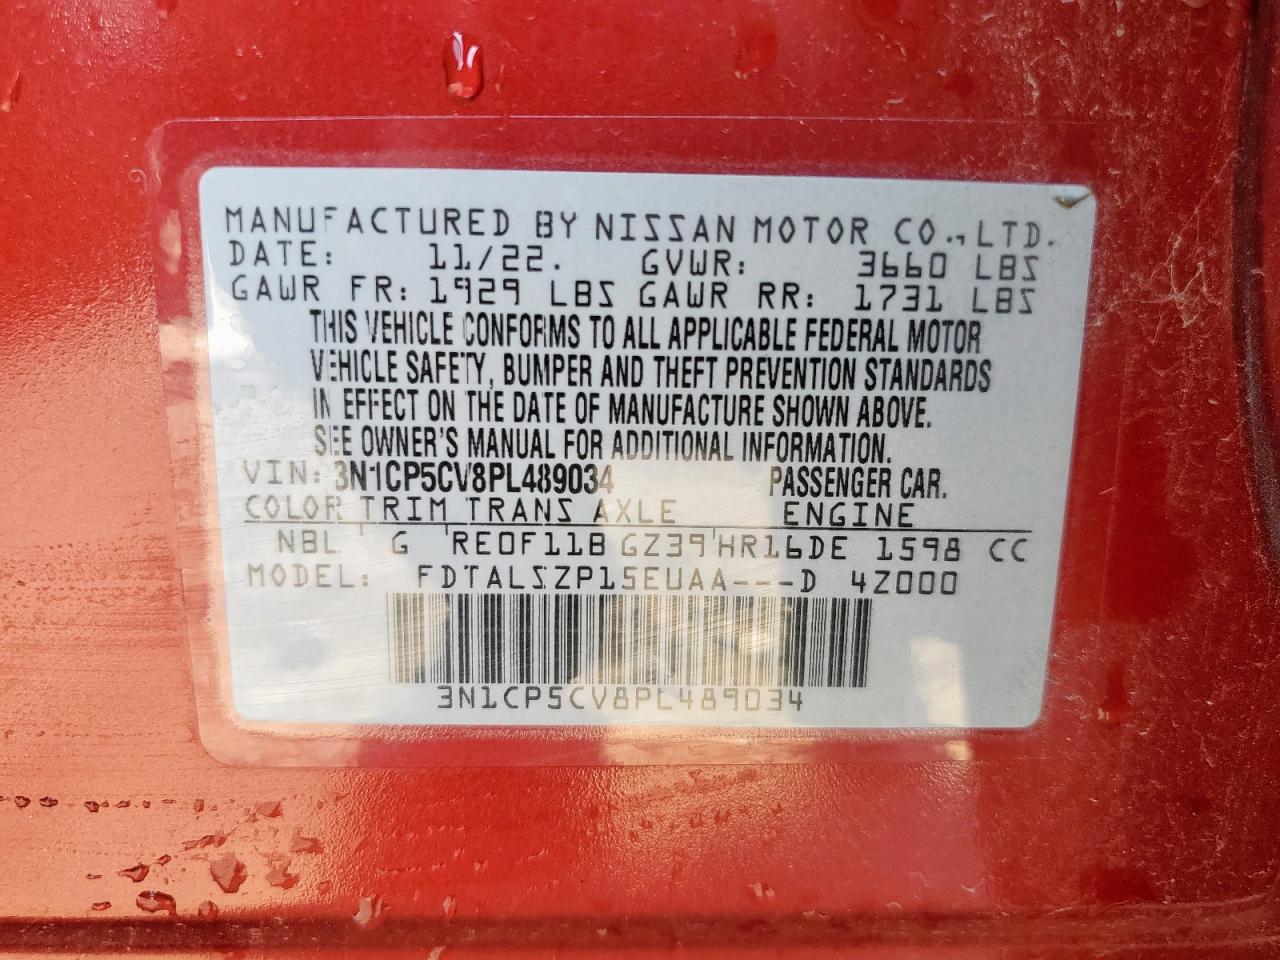 MANUFACTURED BY NISSAN MOTOR CO., LTD.
DATE: 11/22. GVWR: 3660 LBS
GAWR FR: 1929 LBS GAWR RR: 1731 LBS
THIS VEHICLE CONFORMS TO ALL APPLICABLE FEDERAL MOTOR
VEHICLE SAFETY, BUMPER AND THEFT PREVENTION STANDARDS
IN EFFECT ON THE DATE OF MANUFACTURE SHOWN ABOVE.
SEE OWNER'S MANUAL FOR ADDITIONAL INFORMATION.
VIN: 3N1CP5CV8PL489034 PASSENGER CAR.
COLOR TRIM TRANS AXLE ENGINE
NBL G RE0F11B GZ39 HR16DE 1598 CC
MODEL: FDTALSZP15EUAA---D 4Z000
3N1CP5CV8PL489034